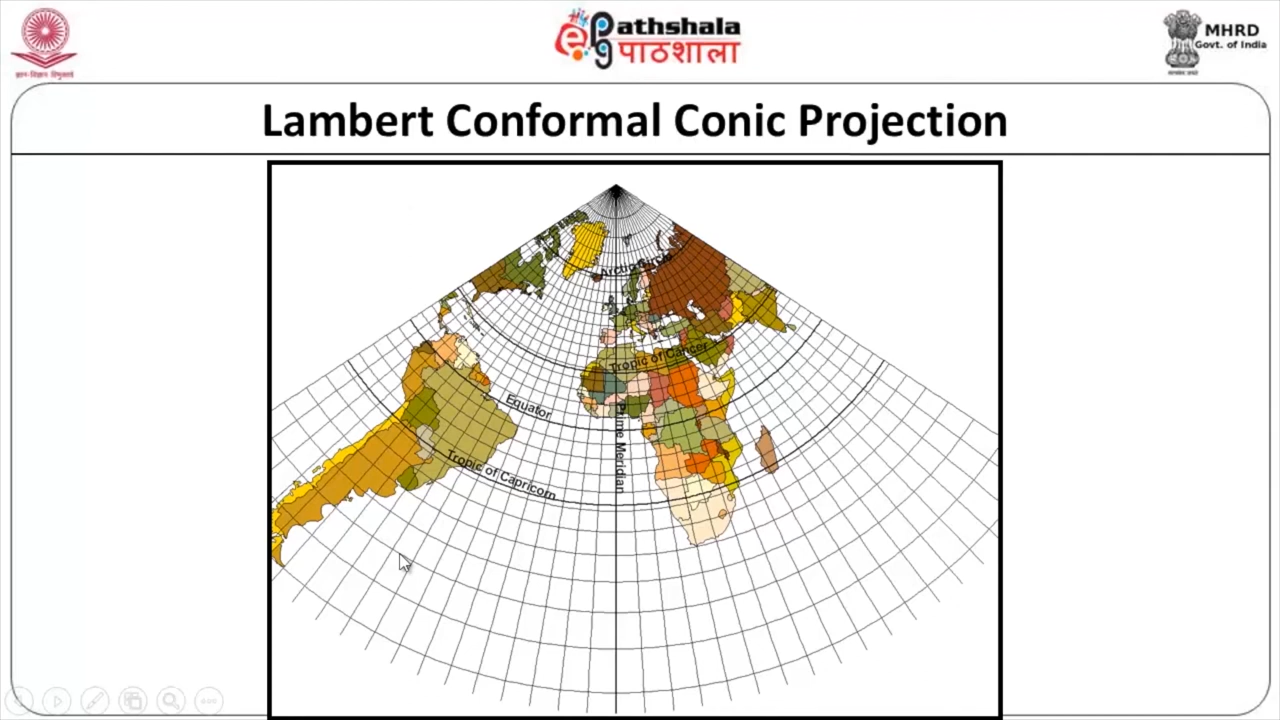 ePathshala
पाठशाला
MHRD
Govt. of India
Lambert Conformal Conic Projection
Arctic Circle
Tropic of Cancer
Equator
Prime Meridian
Tropic of Capricorn